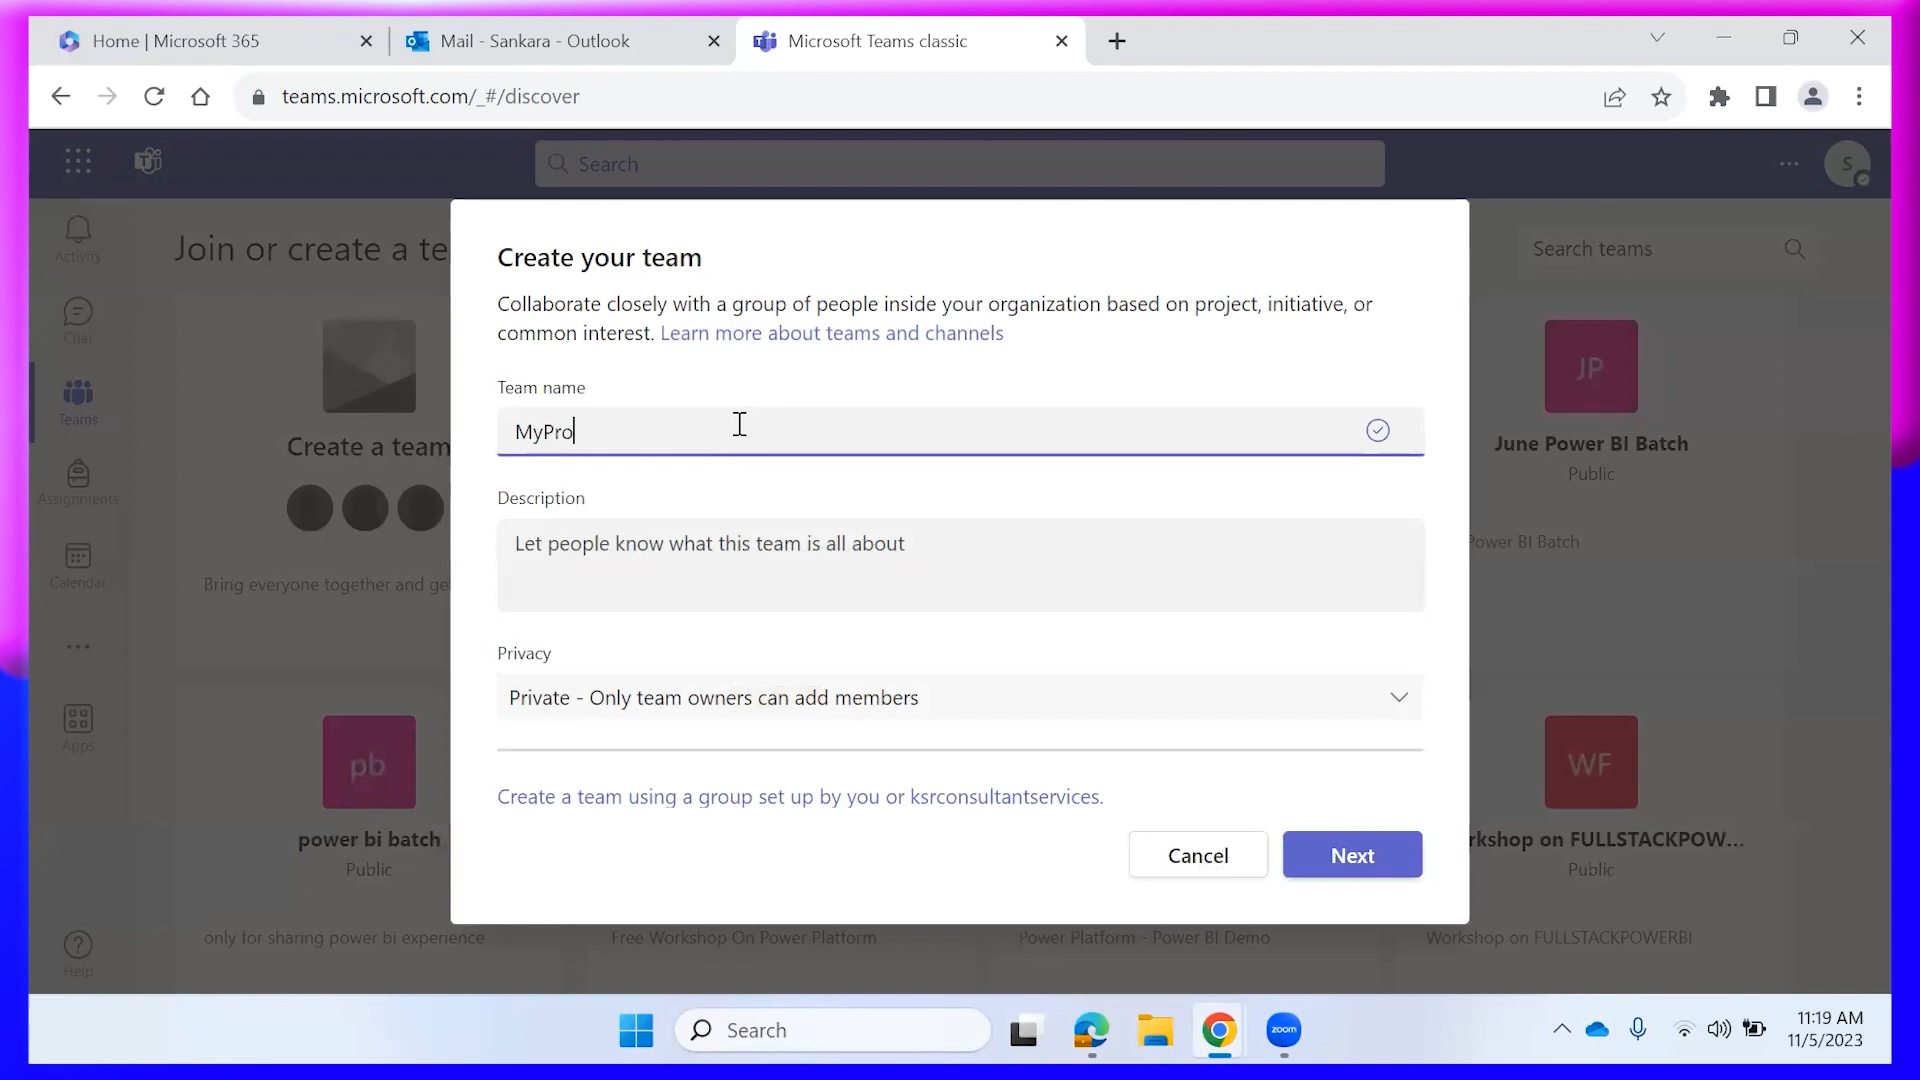 Home | Microsoft 365
Mail - Sankara - Outlook
Microsoft Teams classic
teams.microsoft.com/_#/discover
Search
S
Activity
Chat
Teams
Assignments
Calendar
Apps
Help
Join or create a te
Search teams
Create a team
Bring everyone together and ge
JP
June Power BI Batch
Public
Power BI Batch
pb
power bi batch
Public
only for sharing power bi experience
Free Workshop On Power Platform
Power Platform - Power BI Demo
WF
rkshop on FULLSTACKPOW...
Public
Workshop on FULLSTACKPOWERBI
Create your team
Collaborate closely with a group of people inside your organization based on project, initiative, or
common interest. Learn more about teams and channels
Team name
MyPro
Description
Let people know what this team is all about
Privacy
Private - Only team owners can add members
Create a team using a group set up by you or ksrconsultantservices.
Cancel
Next
Search
zoom
11:19 AM
11/5/2023